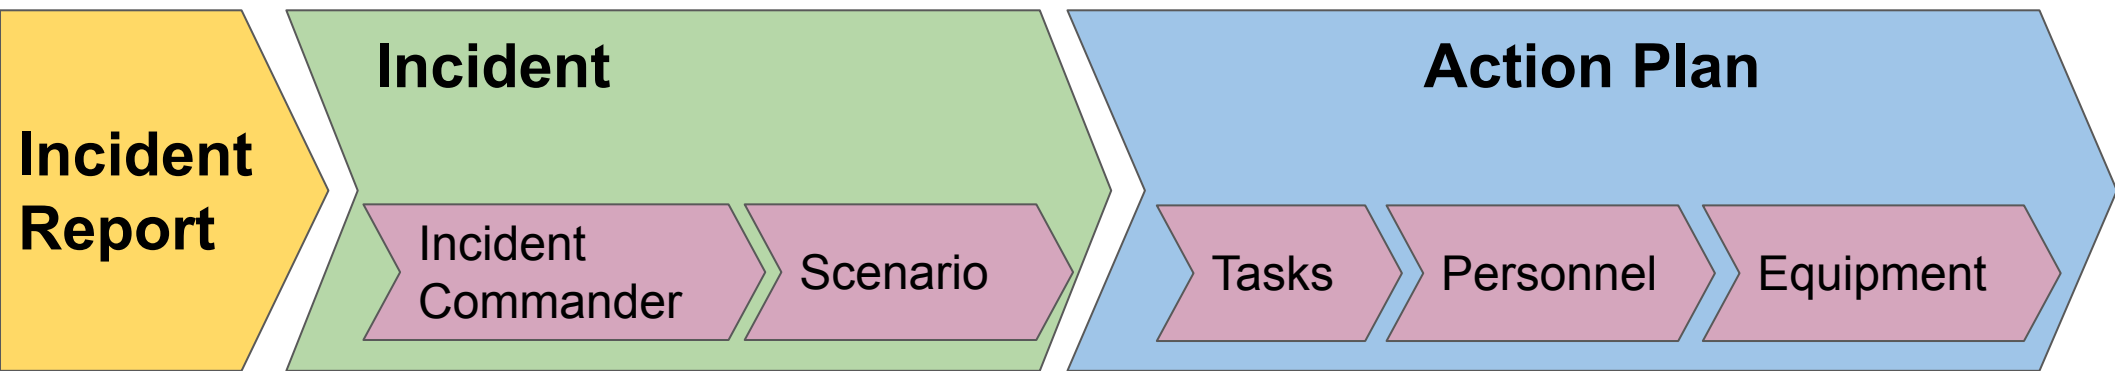 Incident
Report
Incident
Incident
Commander
Scenario
Action Plan
Tasks
Personnel
Equipment